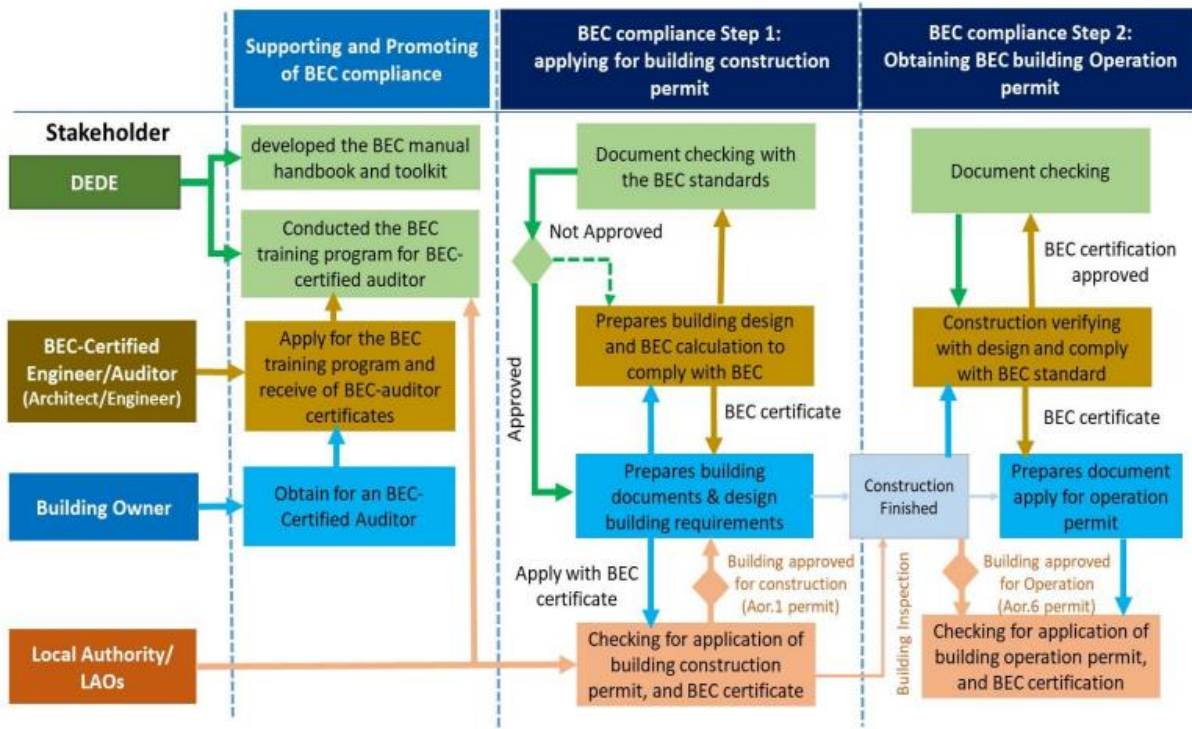 Supporting and Promoting
of BEC compliance
BEC compliance Step 1:
applying for building construction
permit
BEC compliance Step 2:
Obtaining BEC building Operation
permit
Stakeholder
DEDE
developed the BEC manual
handbook and toolkit
Conducted the BEC
training program for BEC-
certified auditor
Document checking with
the BEC standards
Not Approved
Approved
Document checking
BEC certification
approved
BEC-Certified
Engineer/Auditor
(Architect/Engineer)
Apply for the BEC
training program and
receive of BEC-auditor
certificates
Prepares building design
and BEC calculation to
comply with BEC
BEC certificate
Construction verifying
with design and comply
with BEC standard
BEC certificate
Building Owner
Obtain for an BEC-
Certified Auditor
Prepares building
documents & design
building requirements
Construction
Finished
Prepares document
apply for operation
permit
Apply with BEC
certificate
Building approved
for construction
(Aor.1 permit)
Building Inspection
Building approved
for Operation
(Aor.6 permit)
Local Authority/
LAOs
Checking for application of
building construction
permit, and BEC certificate
Checking for application of
building operation permit,
and BEC certification